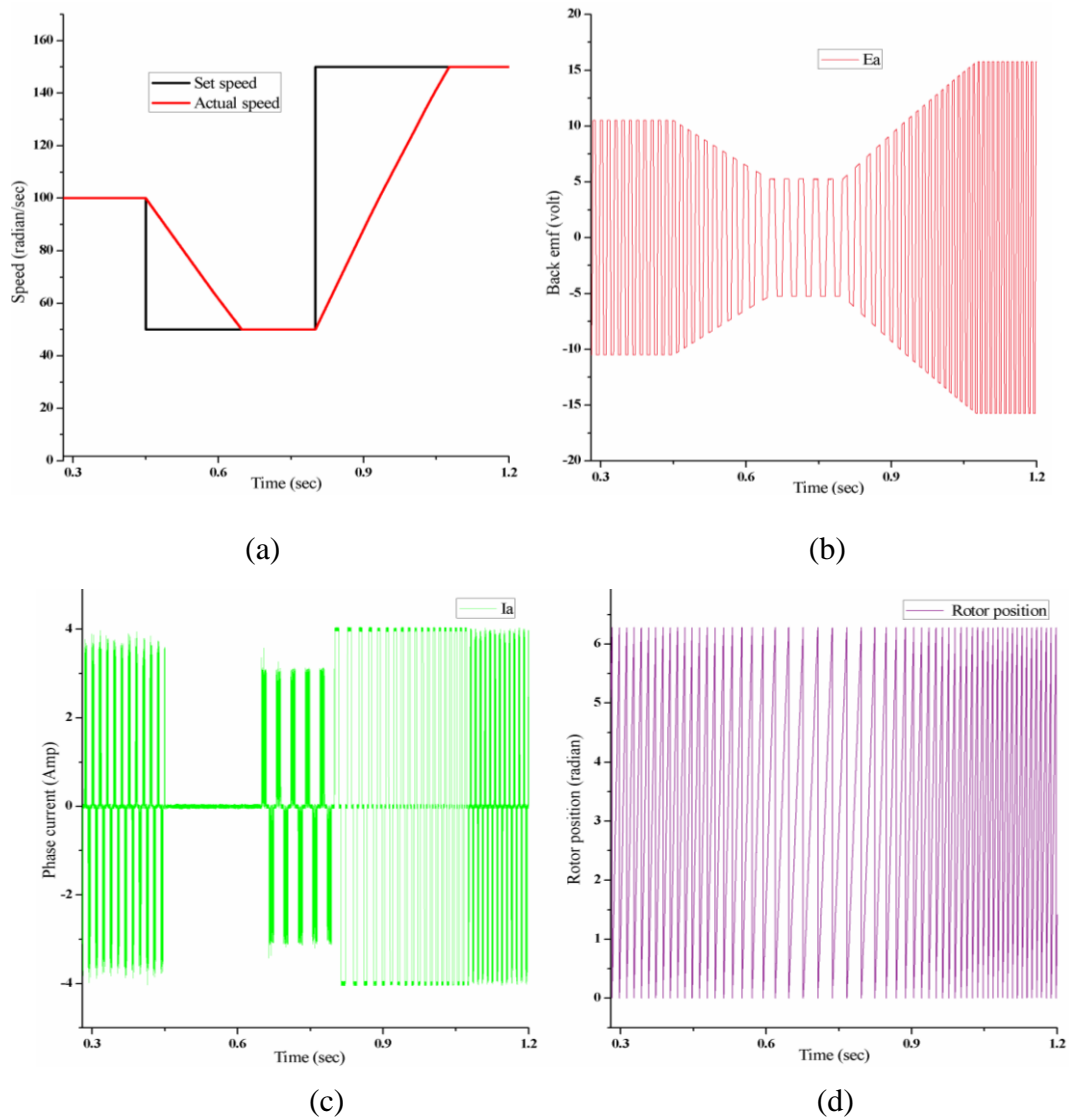 160
140
120
100
80
60
40
20
0
Speed (radian/sec)
Set speed
Actual speed
0.3 0.6 0.9 1.2
Time (sec)
(a)
20
15
10
5
0
-5
-10
-15
-20
Back emf (volt)
Ea
0.3 0.6 0.9 1.2
Time (sec)
(b)
4
2
0
-2
-4
Phase current (Amp)
Ia
0.3 0.6 0.9 1.2
Time (sec)
(c)
6
5
4
3
2
1
0
Rotor position (radian)
Rotor position
0.3 0.6 0.9 1.2
Time (sec)
(d)